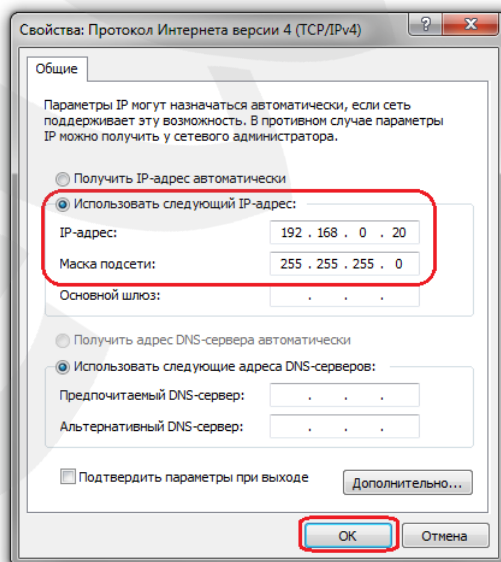 Свойства: Протокол Интернета версии 4 (TCP/IPv4)
Общие
Параметры IP могут назначаться автоматически, если сеть
поддерживает эту возможность. В противном случае параметры
IP можно получить у сетевого администратора.
Получить IP-адрес автоматически
Использовать следующий IP-адрес:
IP-адрес: 192 . 168 . 0 . 20
Маска подсети: 255 . 255 . 255 . 0
Основной шлюз: . . .
Получить адрес DNS-сервера автоматически
Использовать следующие адреса DNS-серверов:
Предпочитаемый DNS-сервер: . . .
Альтернативный DNS-сервер: . . .
Подтвердить параметры при выходе
Дополнительно...
ОК Отмена